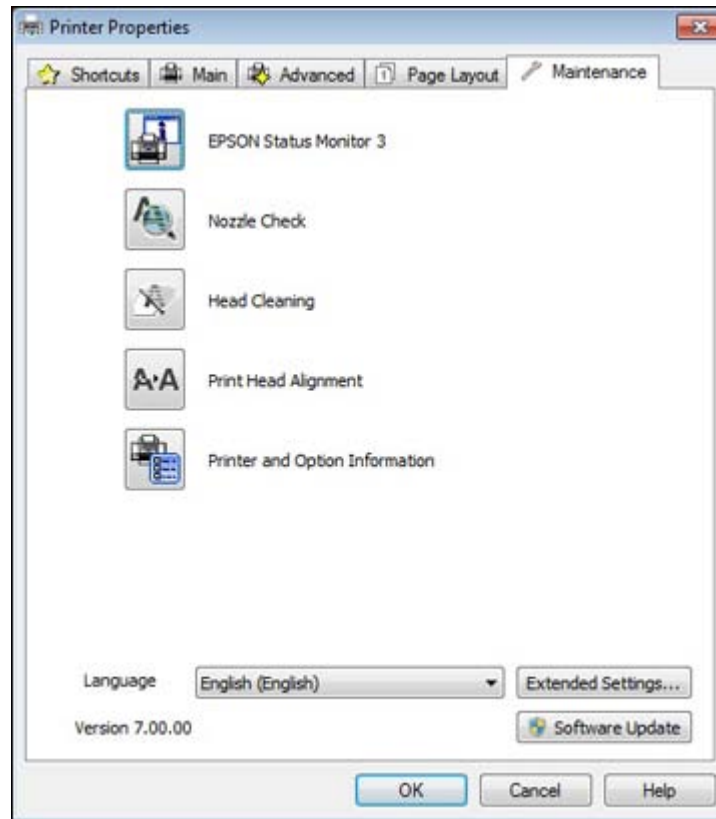 Printer Properties
Shortcuts Main Advanced 1 Page Layout Maintenance
EPSON Status Monitor 3
Nozzle Check
Head Cleaning
A·A Print Head Alignment
Printer and Option Information
Language English (English) Extended Settings...
Version 7.00.00 Software Update
OK Cancel Help